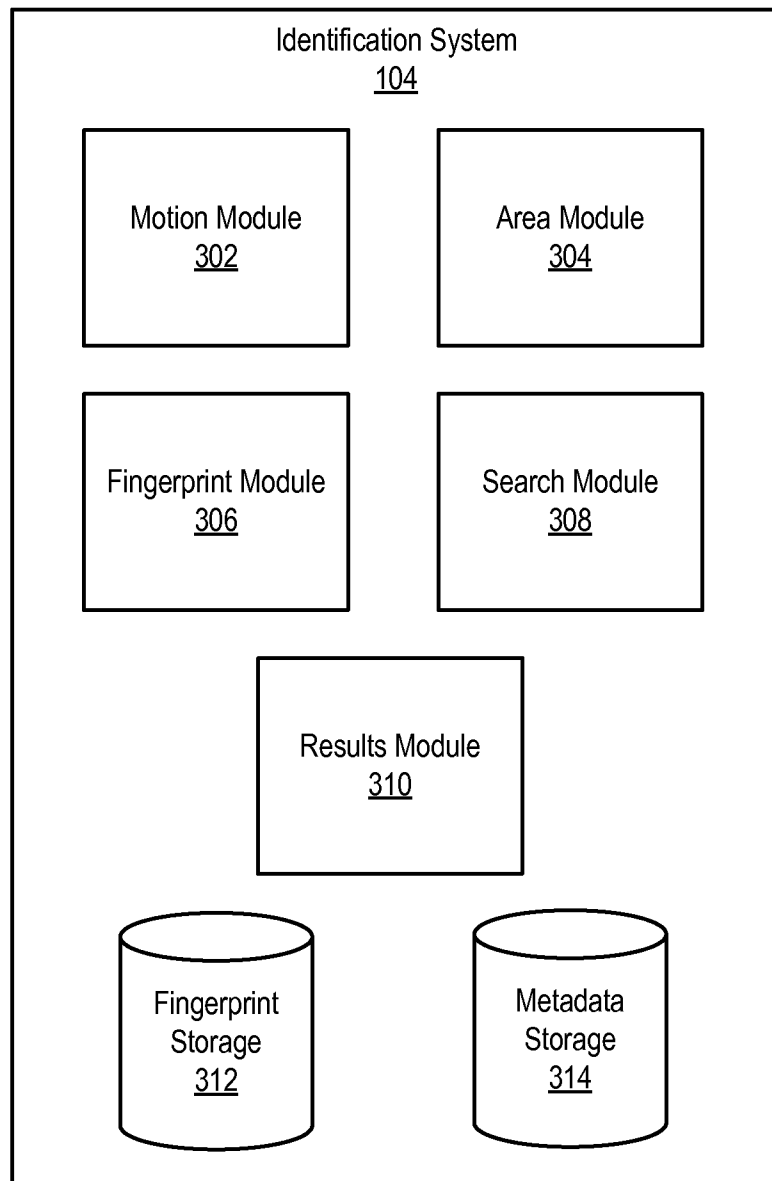 Identification System
104
Motion Module
302
Area Module
304
Fingerprint Module
306
Search Module
308
Results Module
310
Fingerprint
Storage
312
Metadata
Storage
314